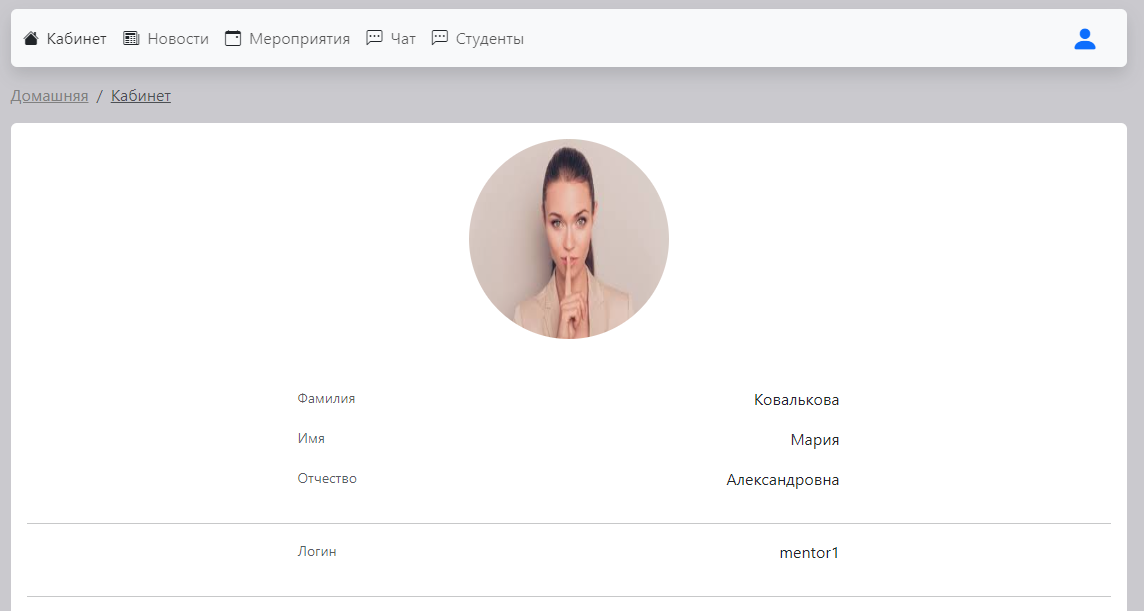 Кабинет Новости Мероприятия Чат Студенты
Домашняя / Кабинет
Фамилия Ковалькова
Имя Мария
Отчество Александровна
Логин mentor1